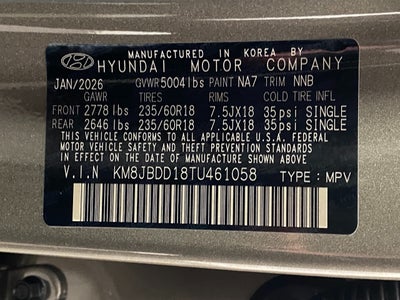 MANUFACTURED IN KOREA BY
HYUNDAI MOTOR COMPANY
JAN/2026 GVWR 5004 lbs PAINT NA7 TRIM NNB
GAWR TIRES RIMS COLD TIRE INFL
FRONT 2778 lbs 235/60R18 7.5JX18 35psi SINGLE
REAR 2646 lbs 235/60R18 7.5JX18 35psi SINGLE
THIS VEHICLE CONFORMS TO ALL APPLICABLE U.S.A. FEDERAL
MOTOR VEHICLE SAFETY, BUMPER, AND THEFT PREVENTION
STANDARDS IN EFFECT ON THE DATE OF MANUFACTURE SHOWN ABOVE.
V.I.N KM8JBDD18TU461058 TYPE : MPV